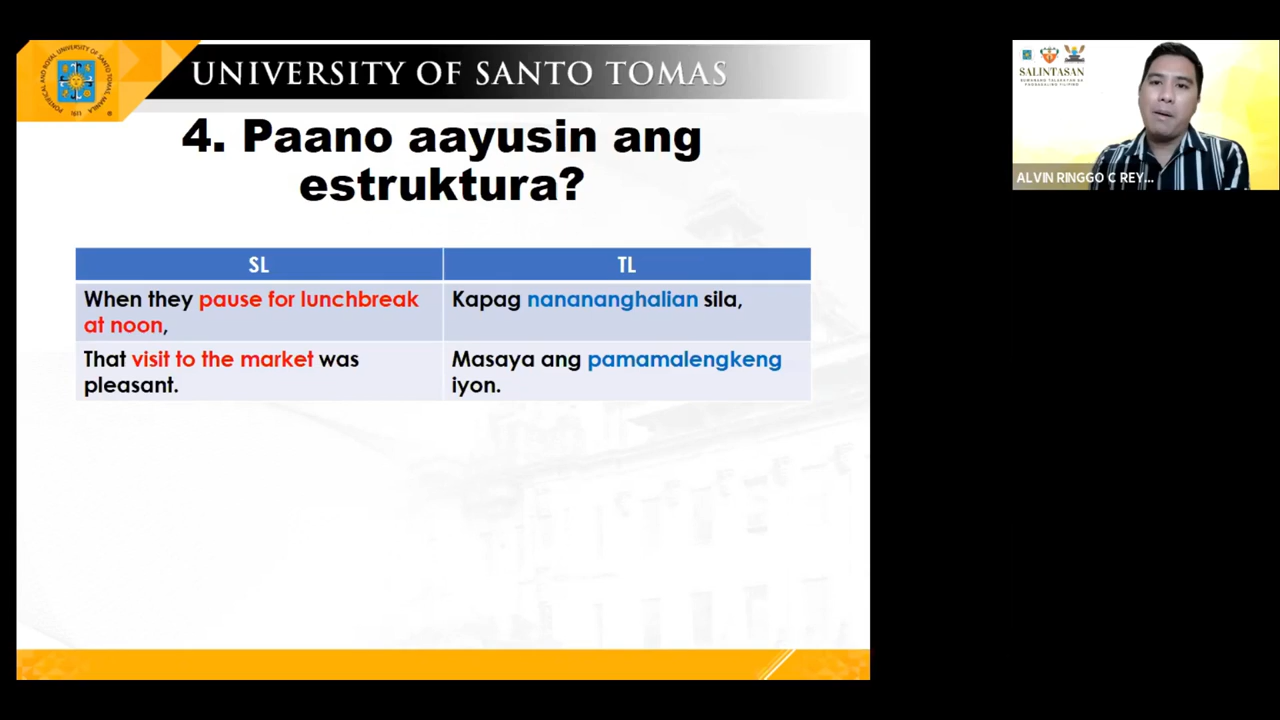 UNIVERSITY OF SANTO TOMAS
4. Paano aayusin ang
estruktura?
SL
TL
When they pause for lunchbreak
at noon,
Kapag nanananghalian sila,
That visit to the market was
pleasant.
Masaya ang pamamalengkeng
iyon.
SALINTASAN
ALVIN RINGGO C REY...